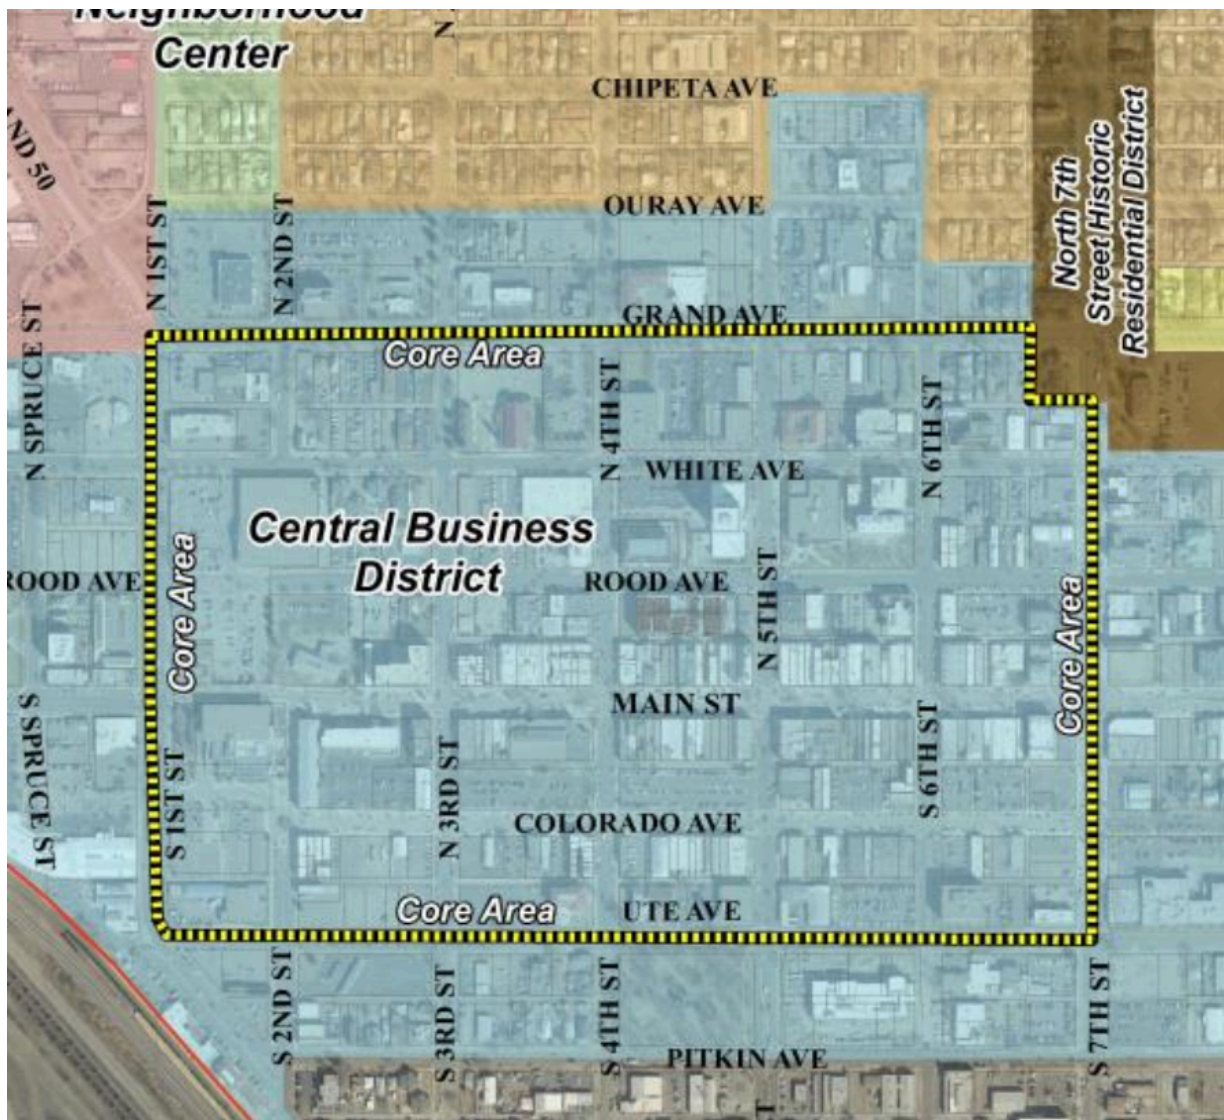 Neighborhood
Center
CHIPETA AVE
AND 50
North 7th
Street Historic
Residential District
OURAY AVE
N 1ST ST
N 2ND ST
GRAND AVE
Core Area
N SPRUCE ST
N 4TH ST
N 6TH ST
WHITE AVE
Central Business
District
ROOD AVE
ROOD AVE
Core Area
N 5TH ST
Core Area
MAIN ST
S SPRUCE ST
S 1ST ST
N 3RD ST
S 6TH ST
COLORADO AVE
Core Area
UTE AVE
S 2ND ST
S 3RD ST
S 4TH ST
S 7TH ST
PITKIN AVE